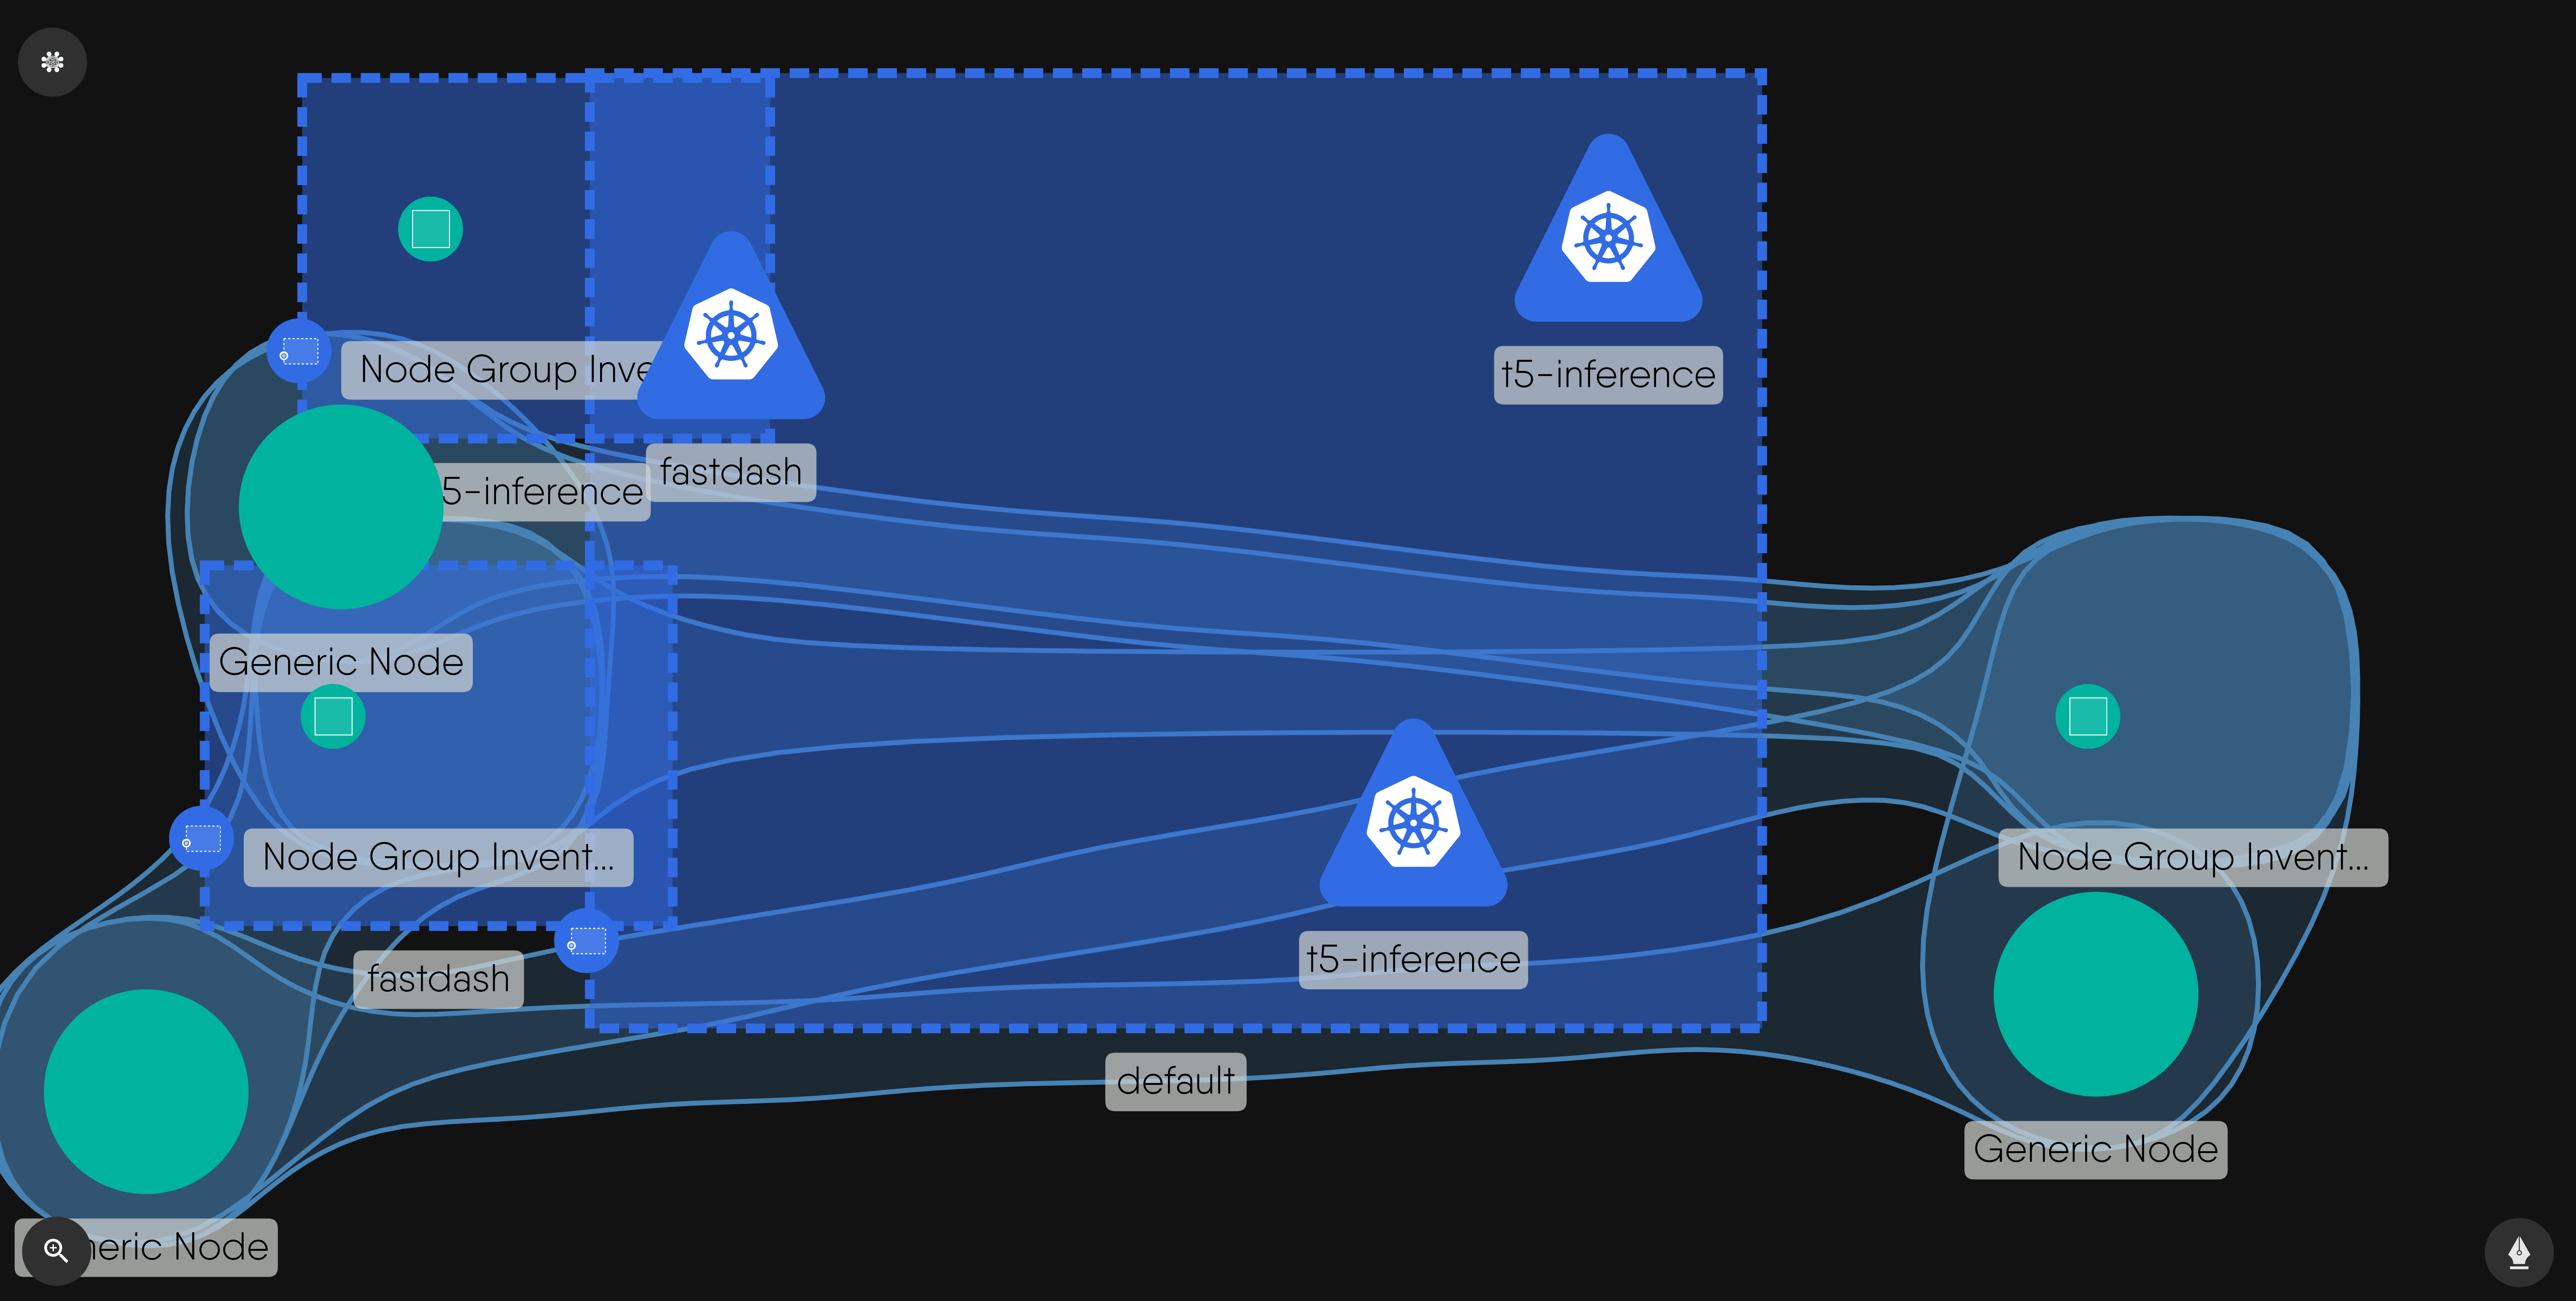 Node Group Inve
t5-inference
5-inference
fastdash
Generic Node
Node Group Invent...
Node Group Invent...
fastdash
t5-inference
default
Generic Node
neric Node